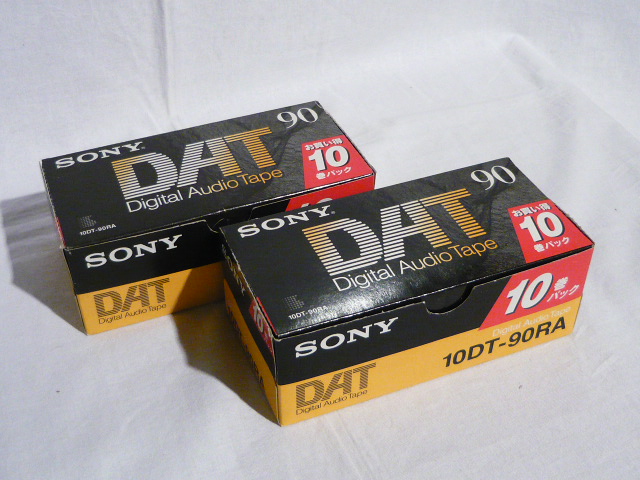 SONY
90
DAT
Digital Audio Tape
お買い得
10
巻パック
10DT-90RA
SONY
10
DAT
Digital Audio Tape
SONY
90
DAT
Digital Audio Tape
お買い得
10
巻パック
10DT-90RA
SONY
10巻
パック
DAT
Digital Audio Tape
Digital Audio Tape
10DT-90RA
10